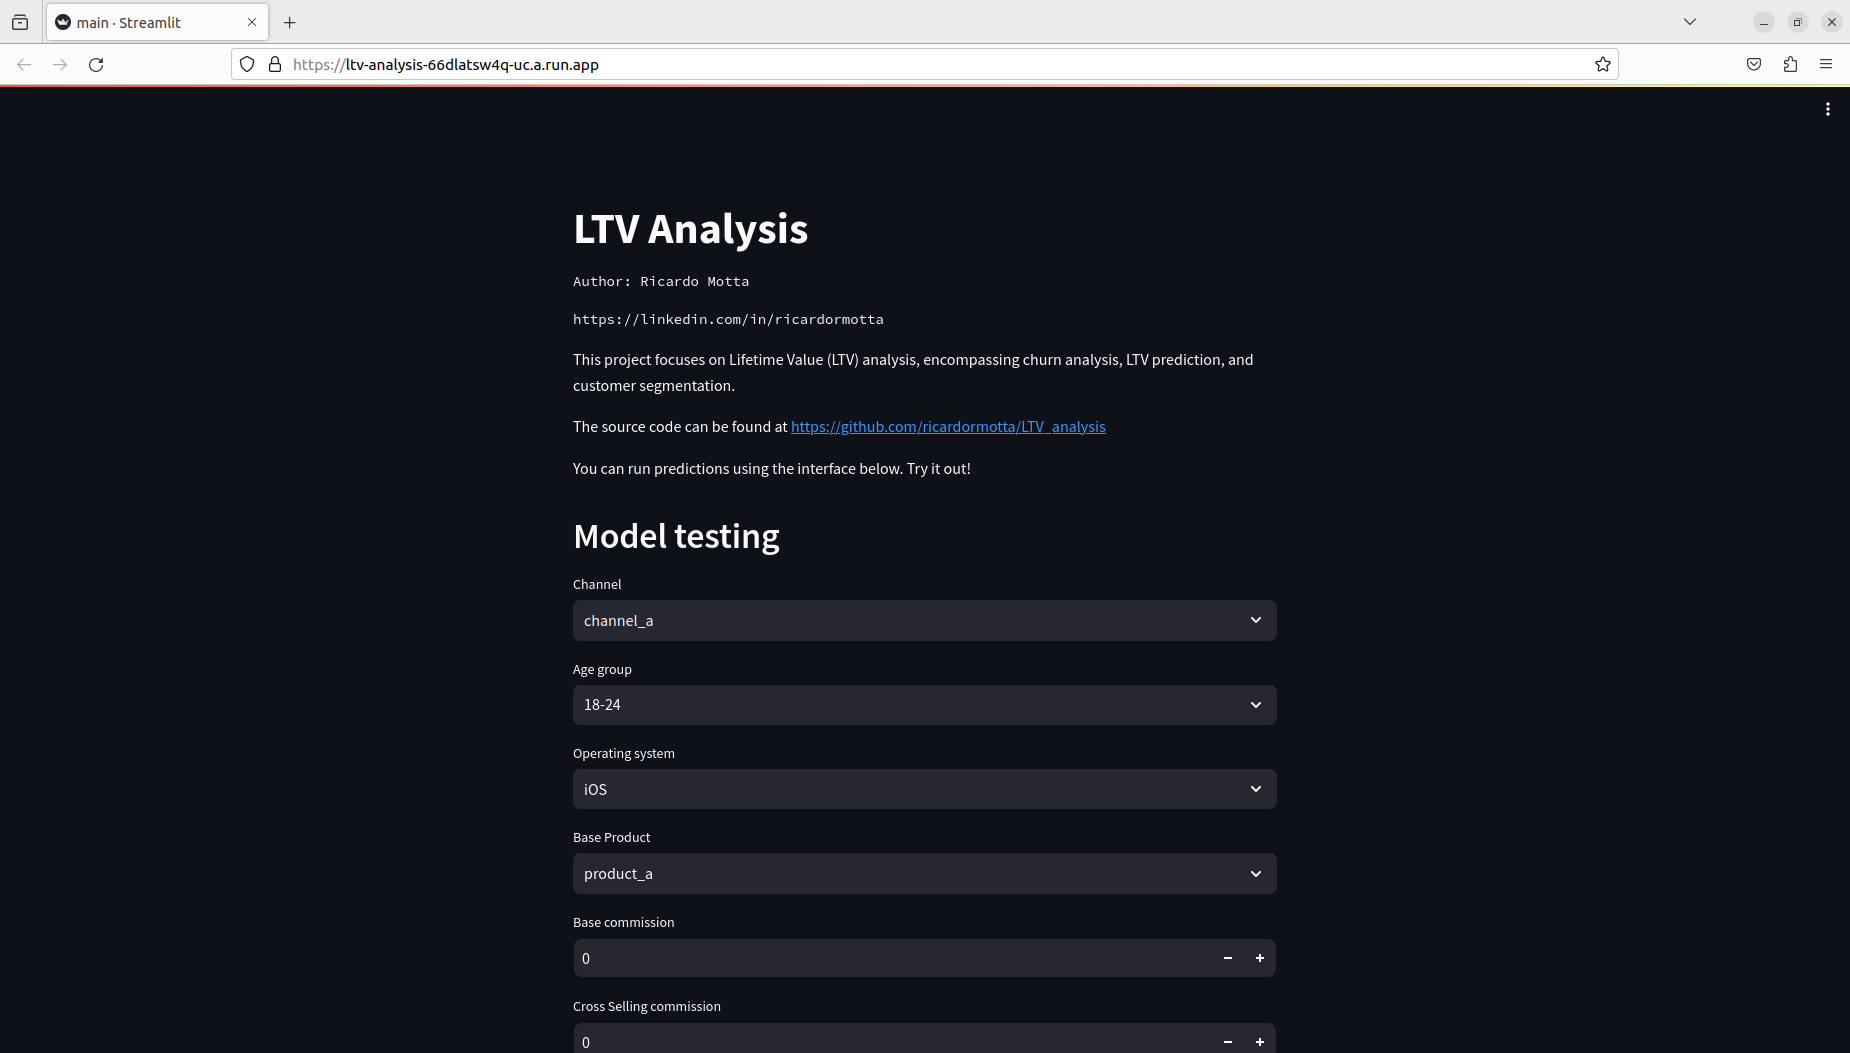 main · Streamlit
https://ltv-analysis-66dlatsw4q-uc.a.run.app
LTV Analysis
Author: Ricardo Motta
https://linkedin.com/in/ricardormotta
This project focuses on Lifetime Value (LTV) analysis, encompassing churn analysis, LTV prediction, and
customer segmentation.
The source code can be found at https://github.com/ricardormotta/LTV_analysis
You can run predictions using the interface below. Try it out!
Model testing
Channel
channel_a
Age group
18-24
Operating system
iOS
Base Product
product_a
Base commission
0
Cross Selling commission
0